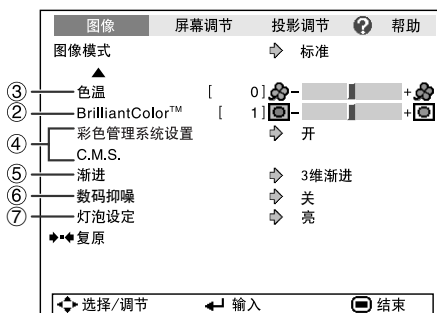 图像 屏幕调节 投影调节 ? 帮助
图像模式 标准
③ 色温 [ 0] - +
② BrilliantColor™ [ 1] - +
④ 彩色管理系统设置 开
C.M.S.
⑤ 渐进 3维渐进
⑥ 数码抑噪 关
⑦ 灯泡设定 亮
复原
选择/调节 输入 结束